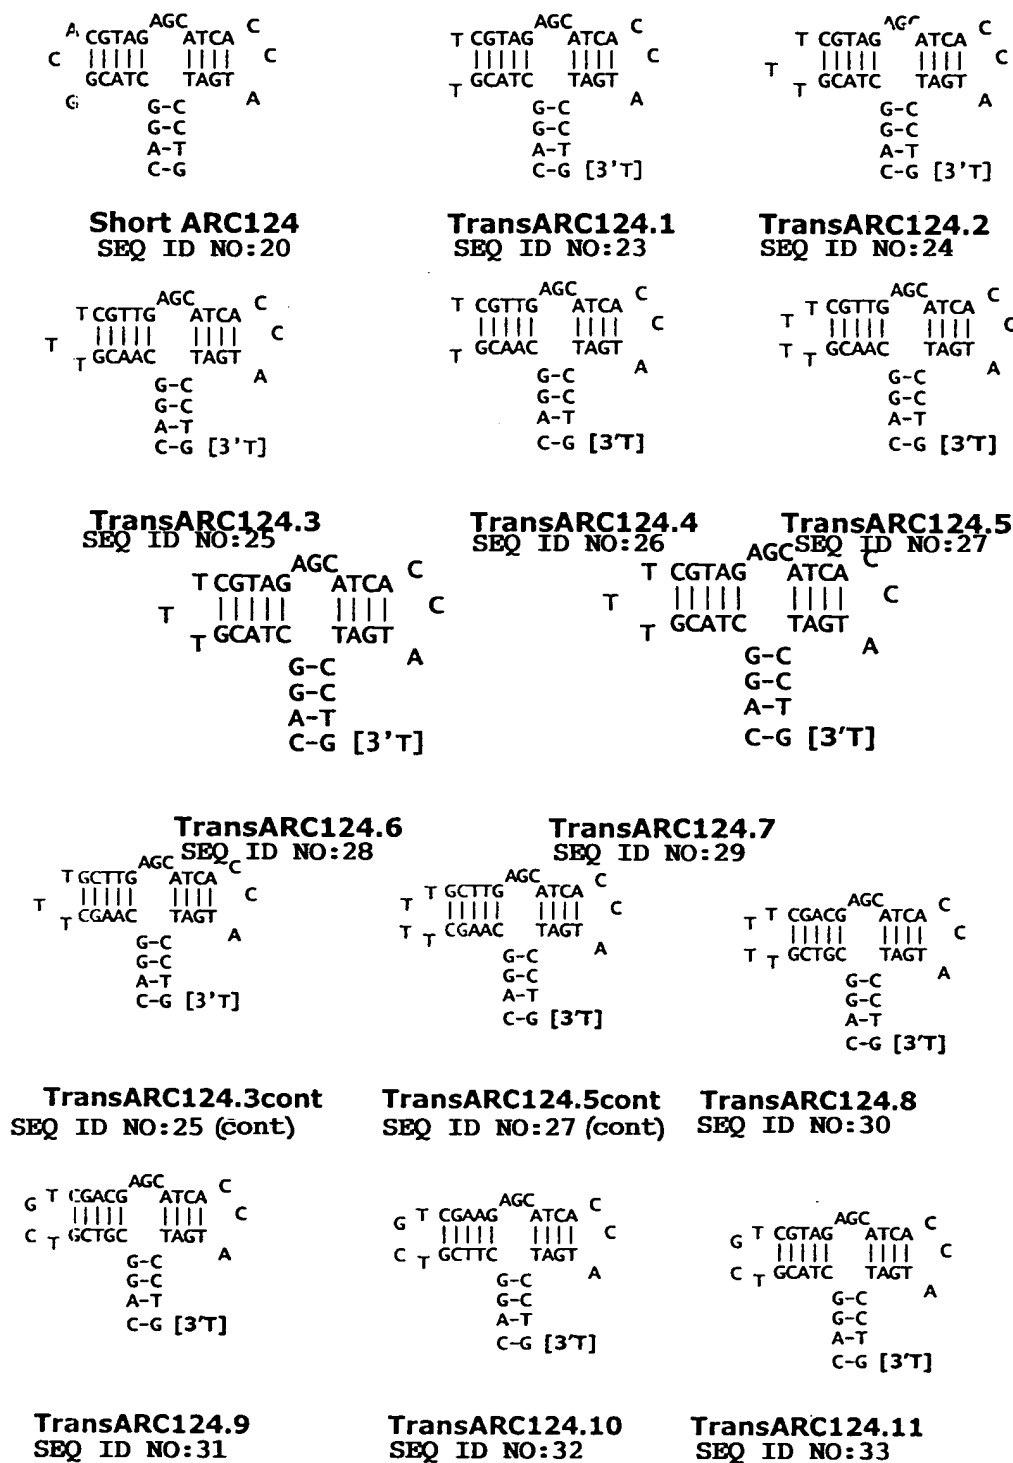 A CGTAG AGC ATCA C
C C
G GCATC TAGT A
G-C
G-C
A-T
C-G
Short ARC124
SEQ ID NO:20
T CGTAG AGC ATCA C
C
T GCATC TAGT A
G-C
G-C
A-T
C-G [3'T]
TransARC124.1
SEQ ID NO:23
T CGTAG AGC ATCA C
T C
T GCATC TAGT A
G-C
G-C
A-T
C-G [3'T]
TransARC124.2
SEQ ID NO:24
T CGTTG AGC ATCA C
T C
T GCAAC TAGT A
G-C
G-C
A-T
C-G [3'T]
TransARC124.3
SEQ ID NO:25
T CGTTG AGC ATCA C
C
T GCAAC TAGT A
G-C
G-C
A-T
C-G [3'T]
TransARC124.4
SEQ ID NO:26
T T CGTTG AGC ATCA C
C
T T GCAAC TAGT A
G-C
G-C
A-T
C-G [3'T]
TransARC124.5
SEQ ID NO:27
T CGTAG AGC ATCA C
T C
T GCATC TAGT A
G-C
G-C
A-T
C-G [3'T]
TransARC124.6
SEQ ID NO:28
T CGTAG AGC ATCA C
T C
T GCATC TAGT A
G-C
G-C
A-T
C-G [3'T]
TransARC124.7
SEQ ID NO:29
T GCTTG AGC ATCA C
T C
T CGAAC TAGT A
G-C
G-C
A-T
C-G [3'T]
TransARC124.3cont
SEQ ID NO:25 (cont)
T T GCTTG AGC ATCA C
C
T T CGAAC TAGT A
G-C
G-C
A-T
C-G [3'T]
TransARC124.5cont
SEQ ID NO:27 (cont)
T T CGACG AGC ATCA C
C
T T GCTGC TAGT A
G-C
G-C
A-T
C-G [3'T]
TransARC124.8
SEQ ID NO:30
G T CGACG AGC ATCA C
C
C T GCTGC TAGT A
G-C
G-C
A-T
C-G [3'T]
TransARC124.9
SEQ ID NO:31
G T CGAAG AGC ATCA C
C
C T GCTTC TAGT A
G-C
G-C
A-T
C-G [3'T]
TransARC124.10
SEQ ID NO:32
G T CGTAG AGC ATCA C
C
C T GCATC TAGT A
G-C
G-C
A-T
C-G [3'T]
TransARC124.11
SEQ ID NO:33